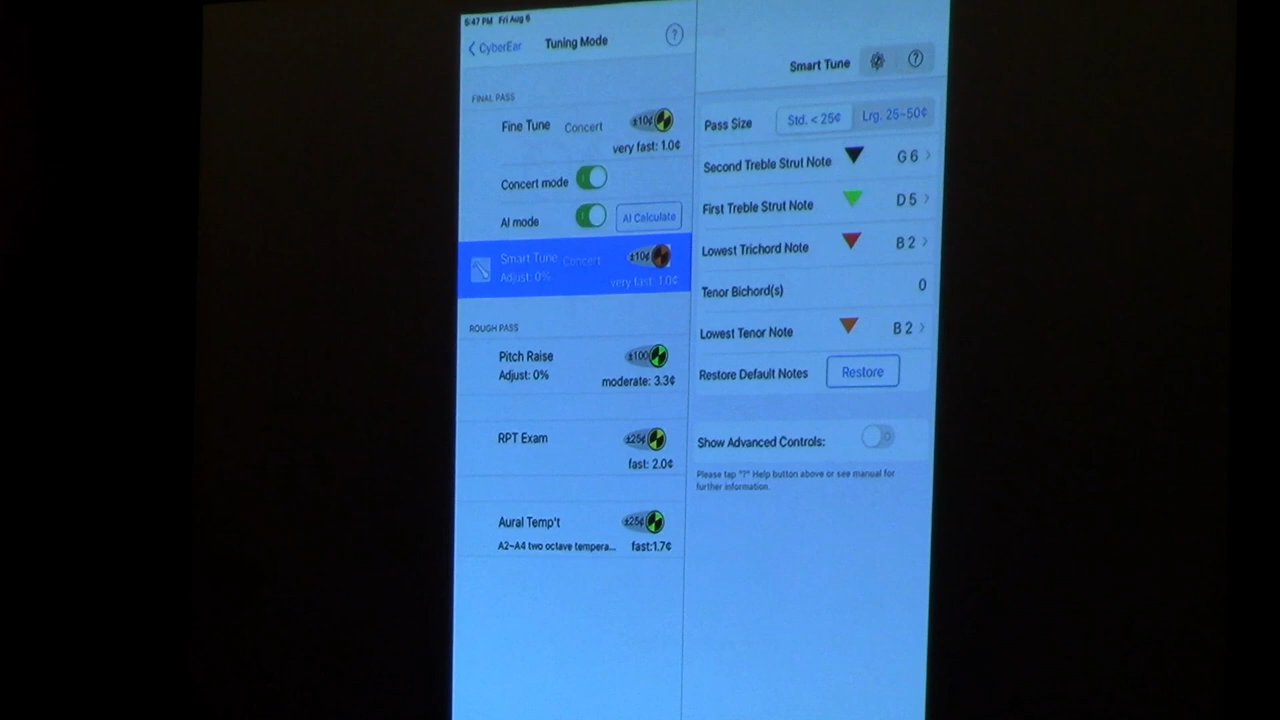 5:47 PM Fri Aug 6
CyberEar
Tuning Mode
?
FINAL PASS
Fine Tune Concert ±10¢
very fast: 1.0¢
Concert mode
AI mode AI Calculate
Smart Tune Concert ±10¢
Adjust: 0% very fast: 1.0¢
ROUGH PASS
Pitch Raise ±100
Adjust: 0% moderate: 3.3¢
RPT Exam ±25¢
fast: 2.0¢
Aural Temp't ±25¢
A2~A4 two octave tempera... fast:1.7¢
Smart Tune ?
Pass Size Std. < 25¢ Lrg. 25~50¢
Second Treble Strut Note G 6 >
First Treble Strut Note D 5 >
Lowest Trichord Note B 2 >
Tenor Bichord(s) 0
Lowest Tenor Note B 2 >
Restore Default Notes Restore
Show Advanced Controls:
Please tap "?" Help button above or see manual for
further information.